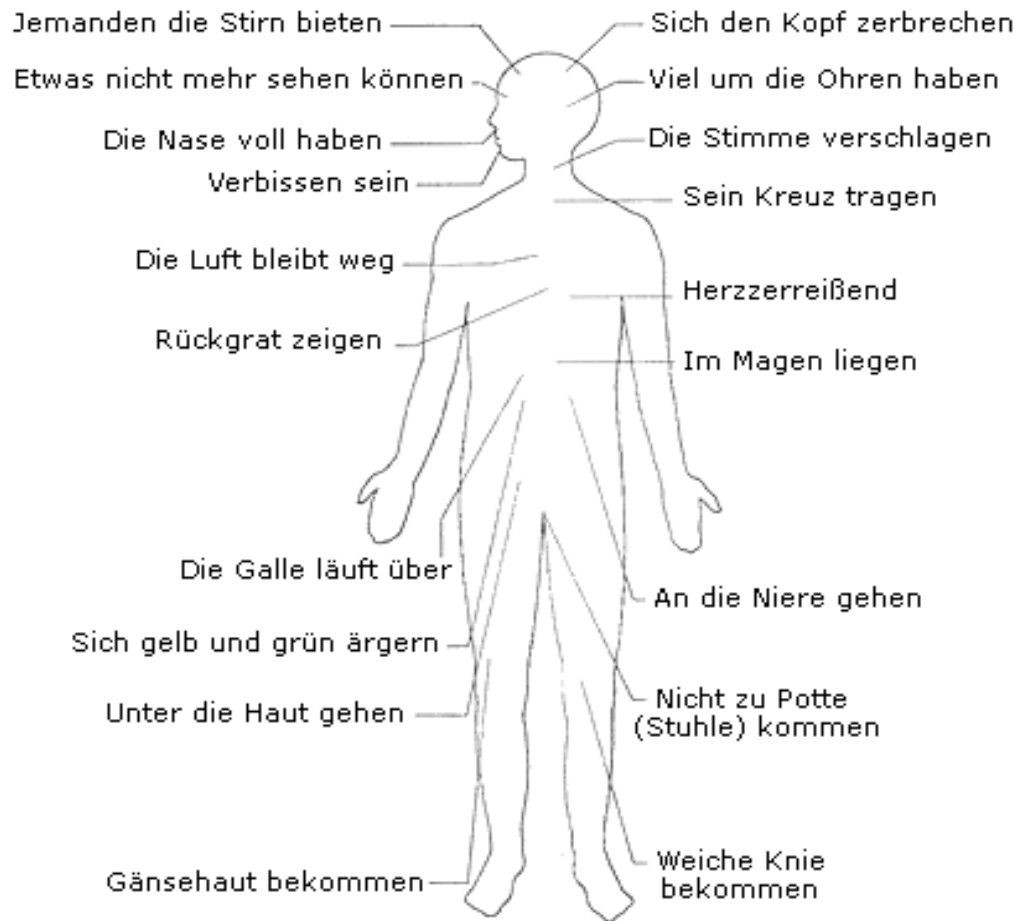 Jemanden die Stirn bieten
Sich den Kopf zerbrechen
Etwas nicht mehr sehen können
Viel um die Ohren haben
Die Nase voll haben
Die Stimme verschlagen
Verbissen sein
Sein Kreuz tragen
Die Luft bleibt weg
Herzzerreißend
Rückgrat zeigen
Im Magen liegen
Die Galle läuft über
An die Niere gehen
Sich gelb und grün ärgern
Unter die Haut gehen
Nicht zu Potte
(Stuhle) kommen
Gänsehaut bekommen
Weiche Knie
bekommen